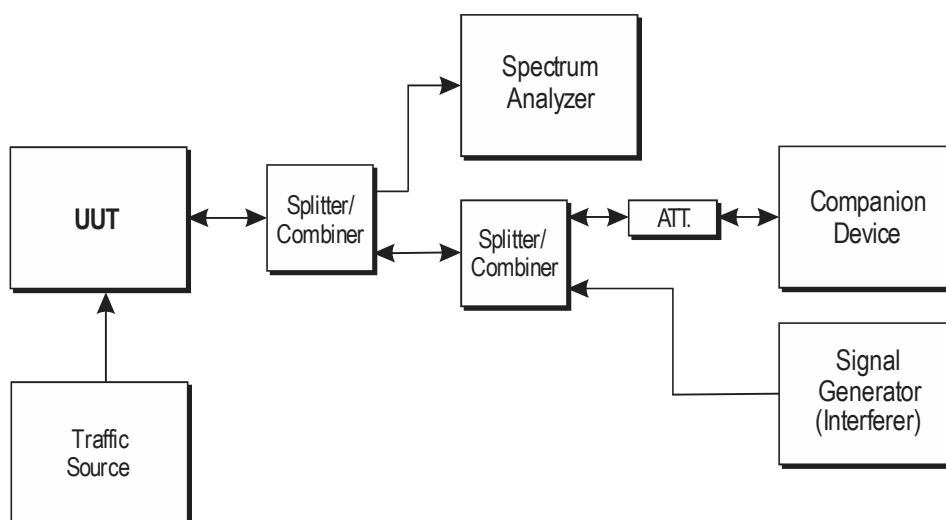 Spectrum
Analyzer
UUT
Splitter/
Combiner
Splitter/
Combiner
ATT.
Companion
Device
Traffic
Source
Signal
Generator
(Interferer)